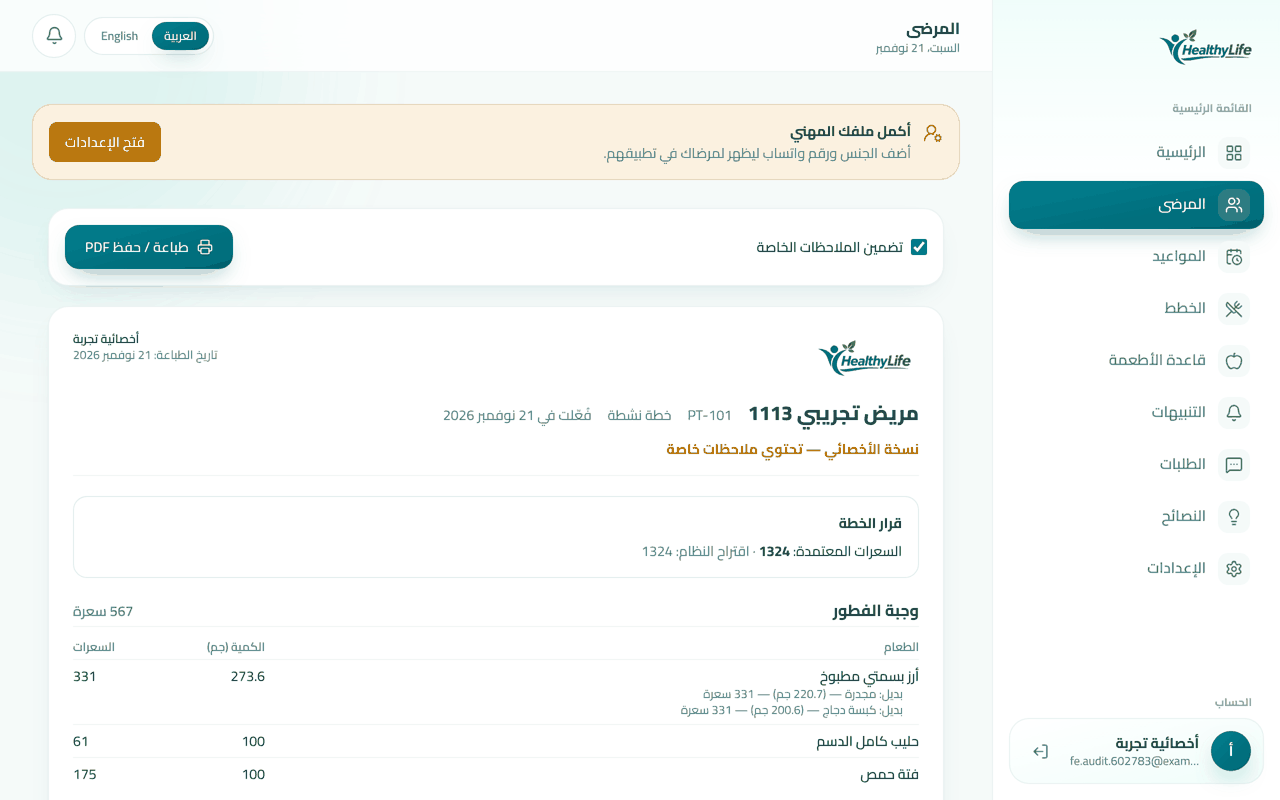 HealthyLife
القائمة الرئيسية
الرئيسية
المرضى
المواعيد
الخطط
قاعدة الأطعمة
التنبيهات
الطلبات
النصائح
الإعدادات
الحساب
أ
أخصائية تجربة
fe.audit.602783@exam...
المرضى
السبت، 21 نوفمبر
العربية
English
أكمل ملفك المهني
أضف الجنس ورقم واتساب ليظهر لمرضاك في تطبيقهم.
فتح الإعدادات
تضمين الملاحظات الخاصة
طباعة / حفظ PDF
HealthyLife
أخصائية تجربة
تاريخ الطباعة: 21 نوفمبر 2026
مريض تجريبي 1113 PT-101 خطة نشطة فُعّلت في 21 نوفمبر 2026
نسخة الأخصائي — تحتوي ملاحظات خاصة
قرار الخطة
السعرات المعتمدة: 1324 · اقتراح النظام: 1324
وجبة الفطور 567 سعرة
الطعام الكمية (جم) السعرات
أرز بسمتي مطبوخ 273.6 331
بديل: مجدرة — (220.7 جم) — 331 سعرة
بديل: كبسة دجاج — (200.6 جم) — 331 سعرة
حليب كامل الدسم 100 61
فتة حمص 100 175